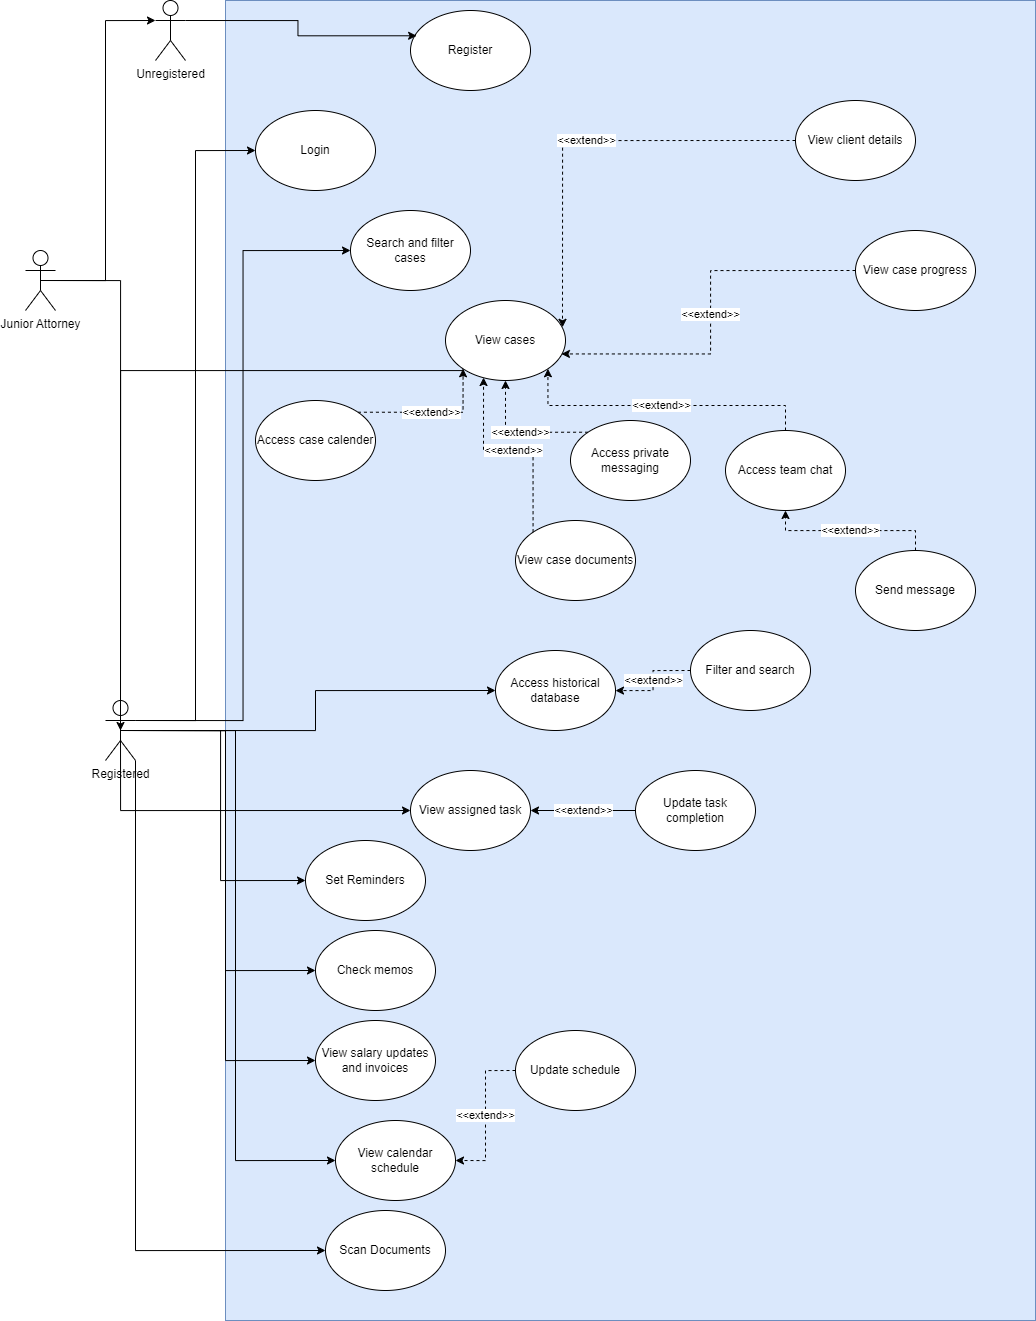 Register
Unregistered
Login
<<extend>>
View client details
Search and filter
cases
View case progress
Junior Attorney
<<extend>>
View cases
<<extend>>
Access case calender
<<extend>>
<<extend>>
<<extend>>
Access private
messaging
Access team chat
<<extend>>
View case documents
Send message
Access historical
database
<<extend>>
Filter and search
Registered
View assigned task
<<extend>>
Update task
completion
Set Reminders
Check memos
View salary updates
and invoices
Update schedule
<<extend>>
View calendar
schedule
Scan Documents